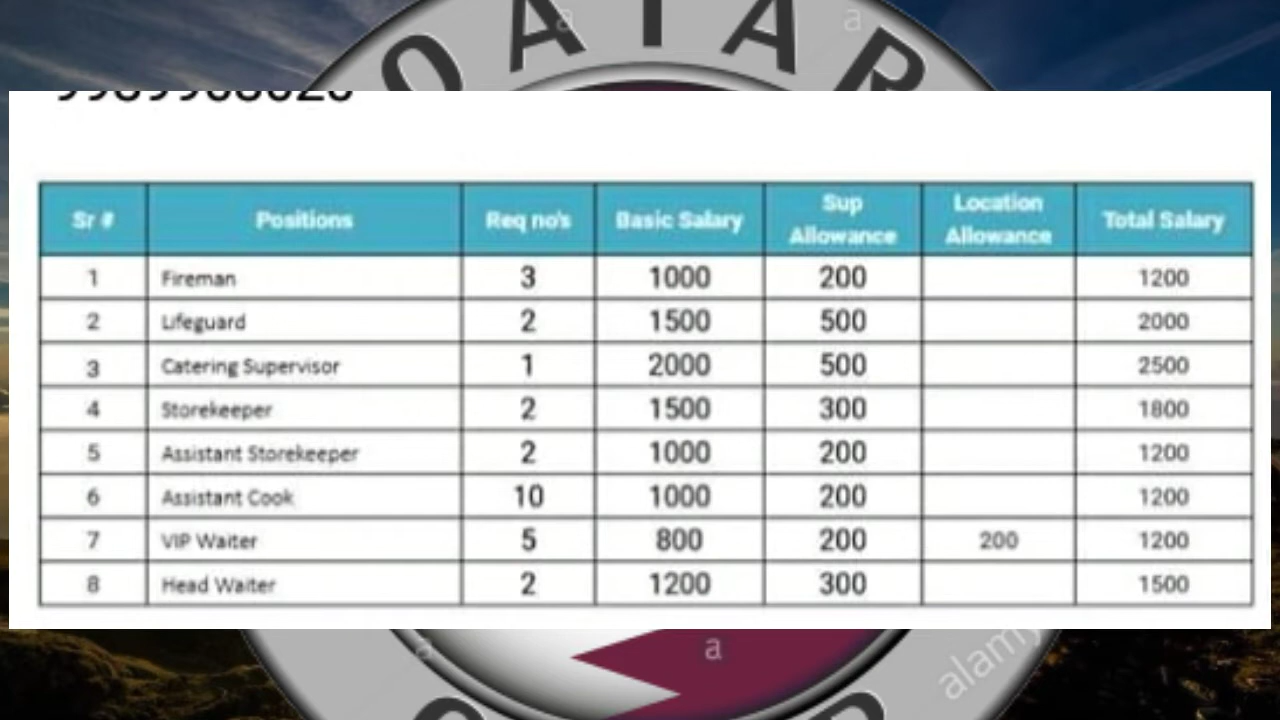 QATAR
Sr # Positions Req no's Basic Salary Sup Allowance Location Allowance Total Salary
1 Fireman 3 1000 200 1200
2 Lifeguard 2 1500 500 2000
3 Catering Supervisor 1 2000 500 2500
4 Storekeeper 2 1500 300 1800
5 Assistant Storekeeper 2 1000 200 1200
6 Assistant Cook 10 1000 200 1200
7 VIP Waiter 5 800 200 200 1200
8 Head Waiter 2 1200 300 1500
a a
alamy